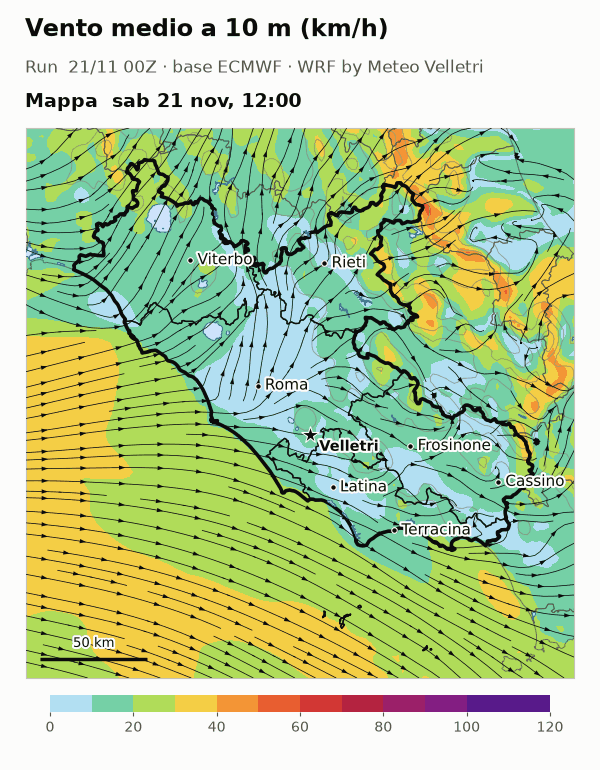 Vento medio a 10 m (km/h)
Run  21/11 00Z · base ECMWF · WRF by Meteo Velletri
Mappa  sab 21 nov, 12:00
Viterbo
Rieti
Roma
Velletri
Frosinone
Cassino
Latina
Terracina
50 km
0 20 40 60 80 100 120